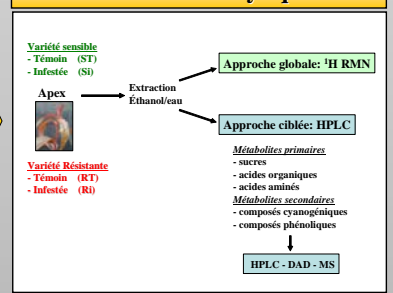 Variété sensible
- Témoin (ST)
- Infestée (Si)
Apex
Variété Résistante
- Témoin (RT)
- Infestée (Ri)
Extraction
Éthanol/eau
Approche globale: ¹H RMN
Approche ciblée: HPLC
Métabolites primaires
- sucres
- acides organiques
- acides aminés
Métabolites secondaires
- composés cyanogéniques
- composés phénoliques
HPLC - DAD - MS